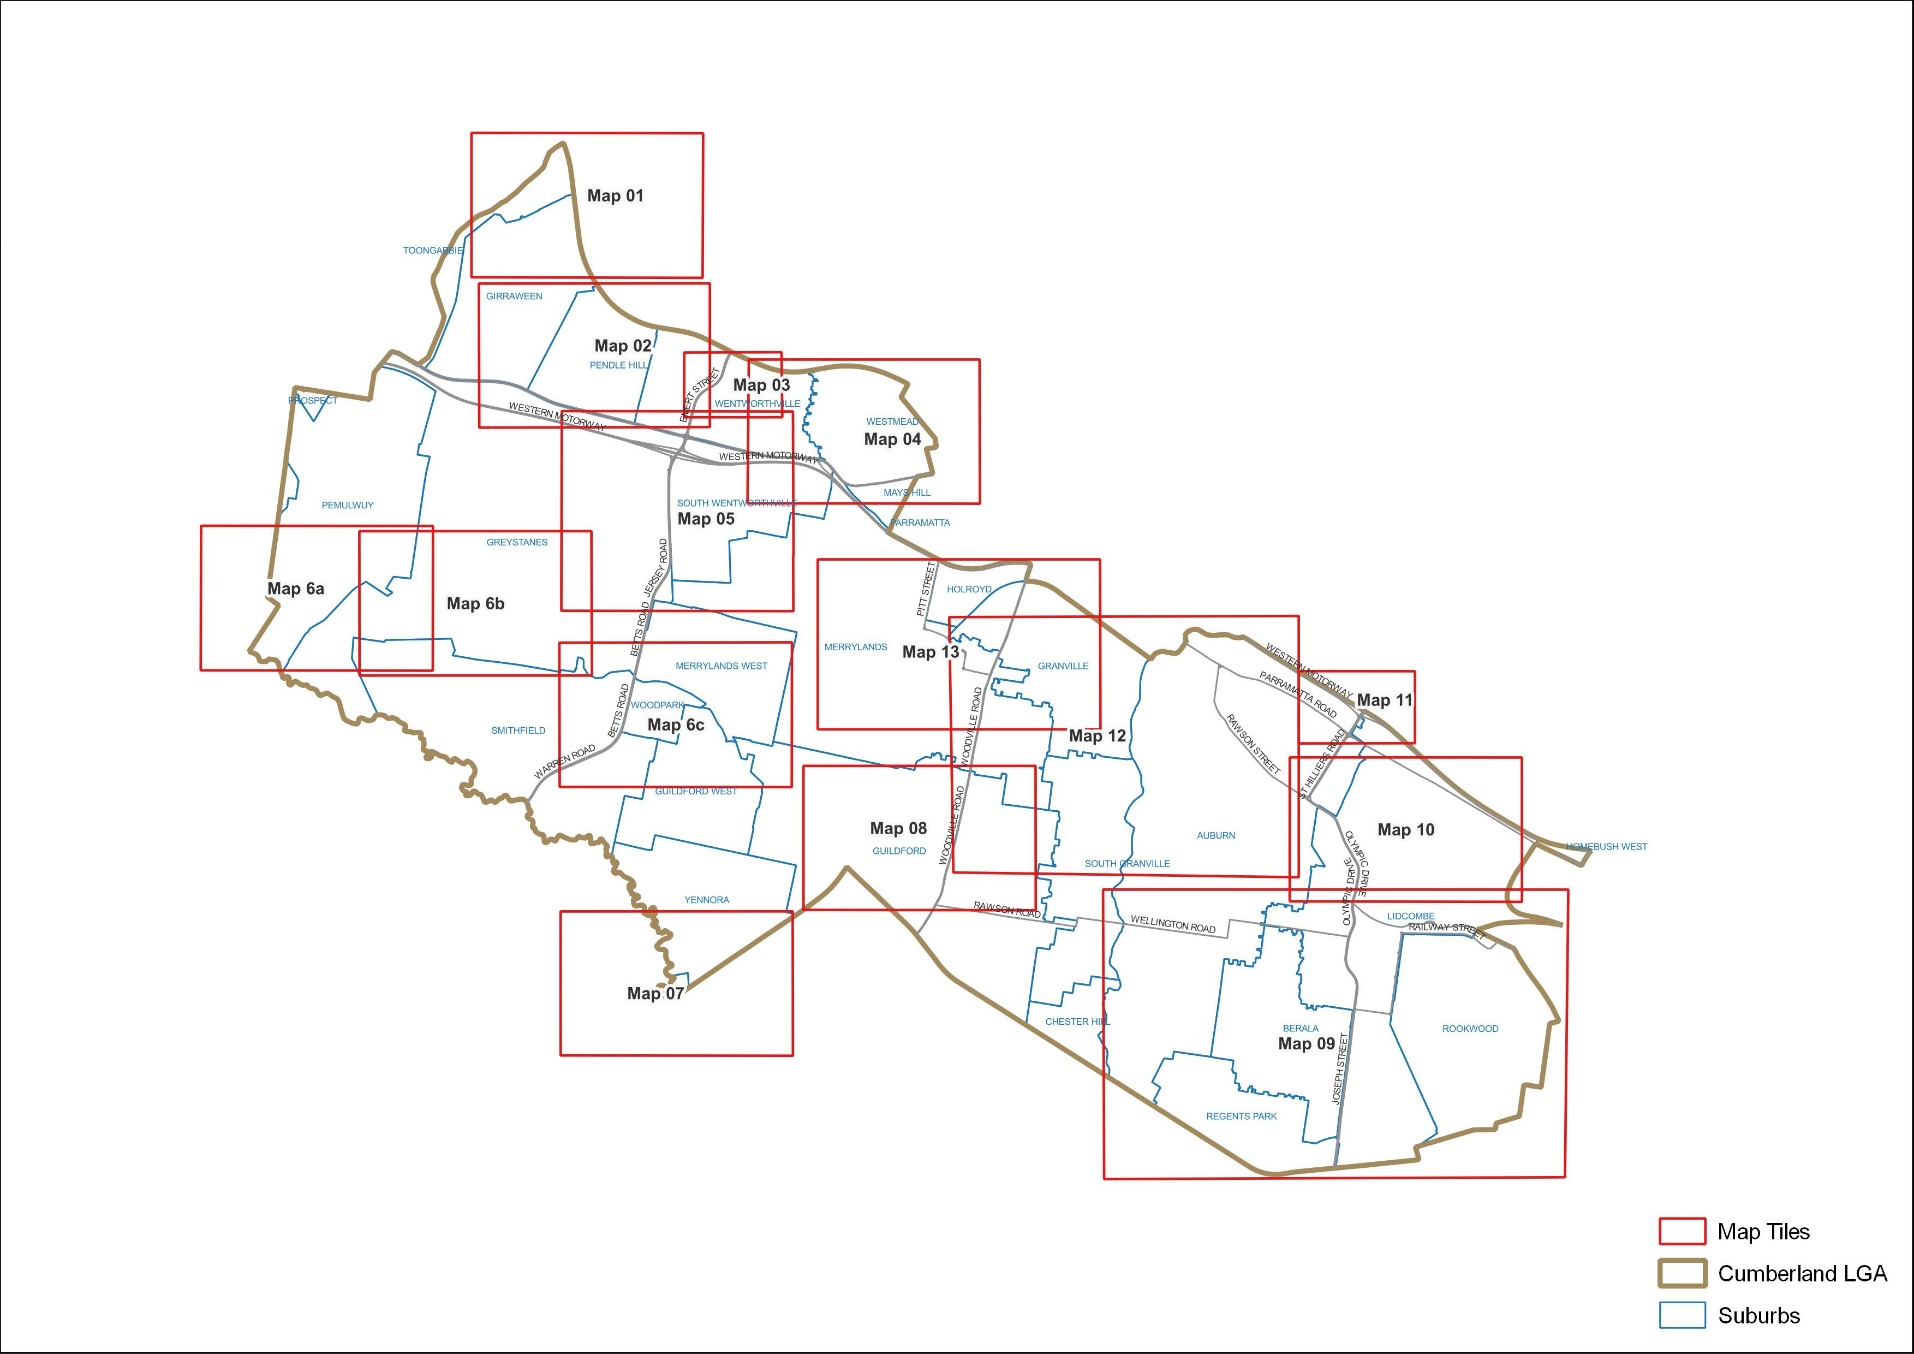 Map 01
TOONGABBIE
GIRRAWEEN
Map 02
PENDLE HILL
EMERT STREET
Map 03
WENTWORTHVILLE
PROSPECT
WESTERN MOTORWAY
WESTMEAD
Map 04
WESTERN MOTORWAY
MAYS HILL
SOUTH WENTWORTHVILLE
Map 05
PARRAMATTA
PEMULWUY
GREYSTANES
JERSEY ROAD
Map 6a
Map 6b
BETTS ROAD
PITT STREET
HOLROYD
MERRYLANDS
Map 13
MERRYLANDS WEST
GRANVILLE
WESTERN MOTORWAY
PARRAMATTA ROAD
Map 11
WOODPARK
BETTS ROAD
Map 6c
SMITHFIELD
WARREN ROAD
WOODVILLE ROAD
Map 12
RAWSON STREET
ST HILLIERS ROAD
GUILDFORD WEST
Map 08
GUILDFORD
WOODVILLE ROAD
AUBURN
SOUTH GRANVILLE
Map 10
OLYMPIC DRIVE
OLYMPIC DRIVE
HOMEBUSH WEST
YENNORA
RAWSON ROAD
WELLINGTON ROAD
LIDCOMBE
RAILWAY STREET
Map 07
CHESTER HILL
BERALA
Map 09
ROOKWOOD
JOSEPH STREET
REGENTS PARK
Map Tiles
Cumberland LGA
Suburbs